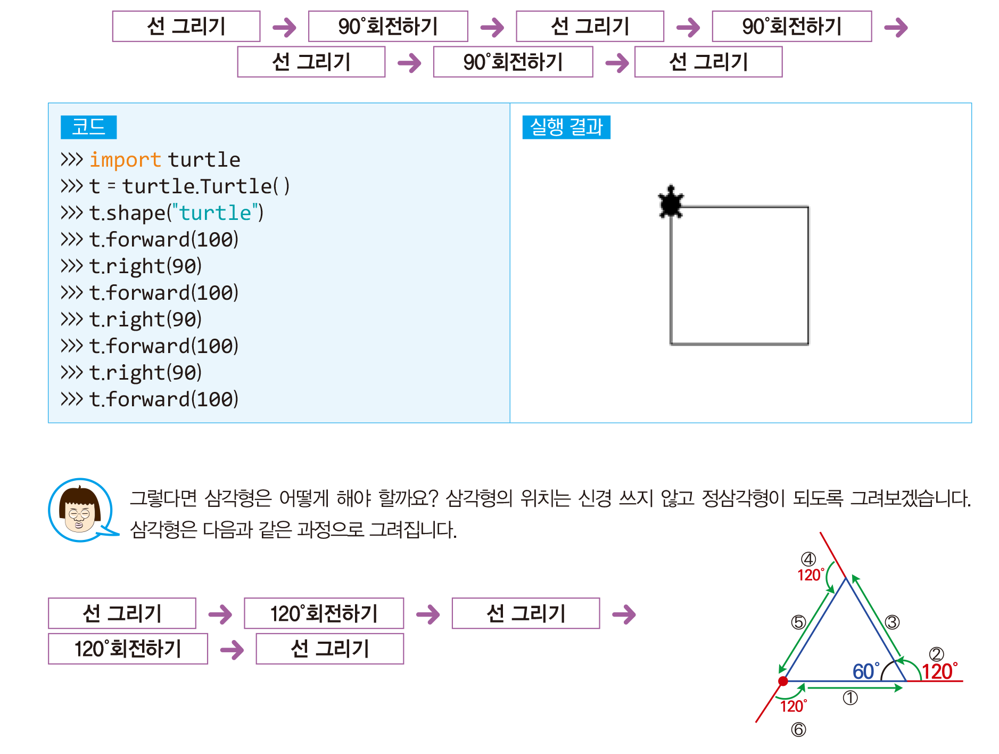 선 그리기 → 90°회전하기 → 선 그리기 → 90°회전하기 →
선 그리기 → 90°회전하기 → 선 그리기
코드
>>> import turtle
>>> t = turtle.Turtle( )
>>> t.shape("turtle")
>>> t.forward(100)
>>> t.right(90)
>>> t.forward(100)
>>> t.right(90)
>>> t.forward(100)
>>> t.right(90)
>>> t.forward(100)
실행 결과
그렇다면 삼각형은 어떻게 해야 할까요? 삼각형의 위치는 신경 쓰지 않고 정삼각형이 되도록 그려보겠습니다.
삼각형은 다음과 같은 과정으로 그려집니다.
선 그리기 → 120°회전하기 → 선 그리기 →
120°회전하기 → 선 그리기
④
120°
⑤
③
②
60°
120°
①
120°
⑥